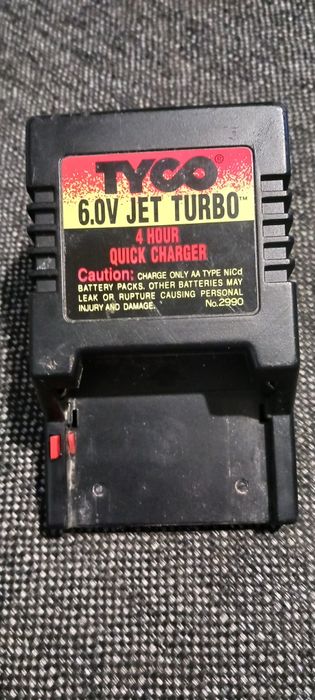 TYCO®
6.0V JET TURBO™
4 HOUR
QUICK CHARGER
Caution: CHARGE ONLY AA TYPE NiCd
BATTERY PACKS. OTHER BATTERIES MAY
LEAK OR RUPTURE CAUSING PERSONAL
INJURY AND DAMAGE. No.2990